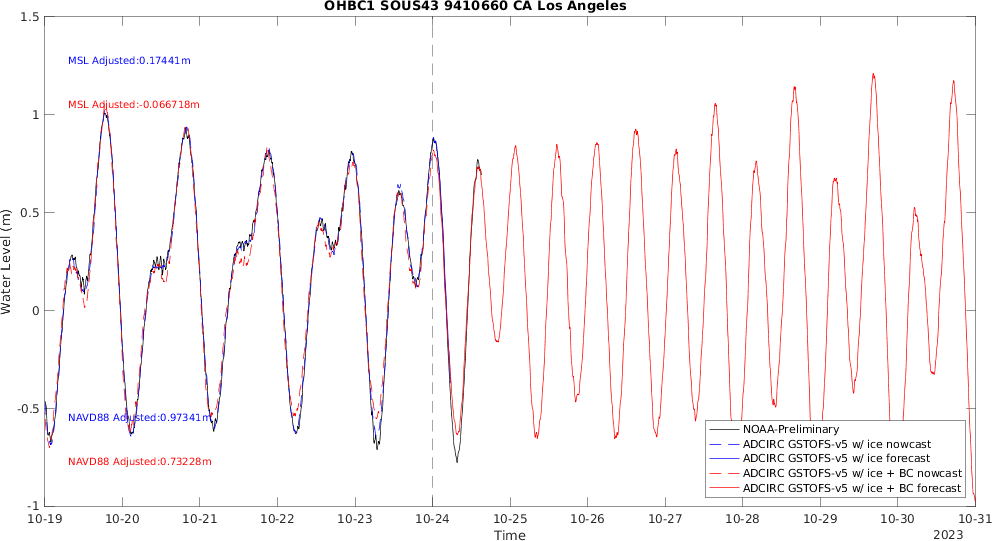 OHBC1 SOUS43 9410660 CA Los Angeles
1.5
MSL Adjusted:0.17441m
MSL Adjusted:-0.066718m
1
0.5
Water Level (m)
0
-0.5
NAVD88 Adjusted:0.97341m
NAVD88 Adjusted:0.73228m
-1
NOAA-Preliminary
ADCIRC GSTOFS-v5 w/ ice nowcast
ADCIRC GSTOFS-v5 w/ ice forecast
ADCIRC GSTOFS-v5 w/ ice + BC nowcast
ADCIRC GSTOFS-v5 w/ ice + BC forecast
10-19 10-20 10-21 10-22 10-23 10-24 10-25 10-26 10-27 10-28 10-29 10-30 10-31
Time
2023